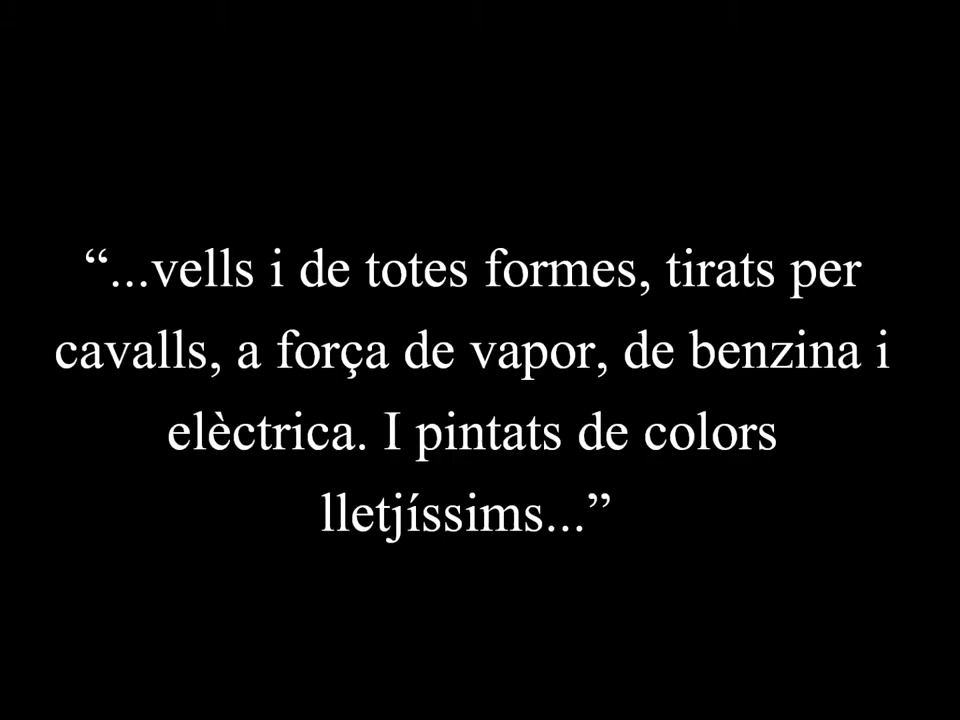 “...vells i de totes formes, tirats per
cavalls, a força de vapor, de benzina i
elèctrica. I pintats de colors
lletjíssims...”